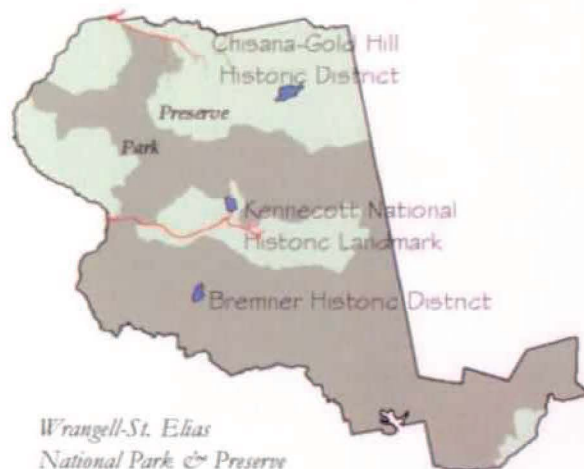 Chisana-Gold Hill
Historic District
Preserve
Park
Kennecott National
Historic Landmark
Bremner Historic District
Wrangell-St. Elias
National Park & Preserve